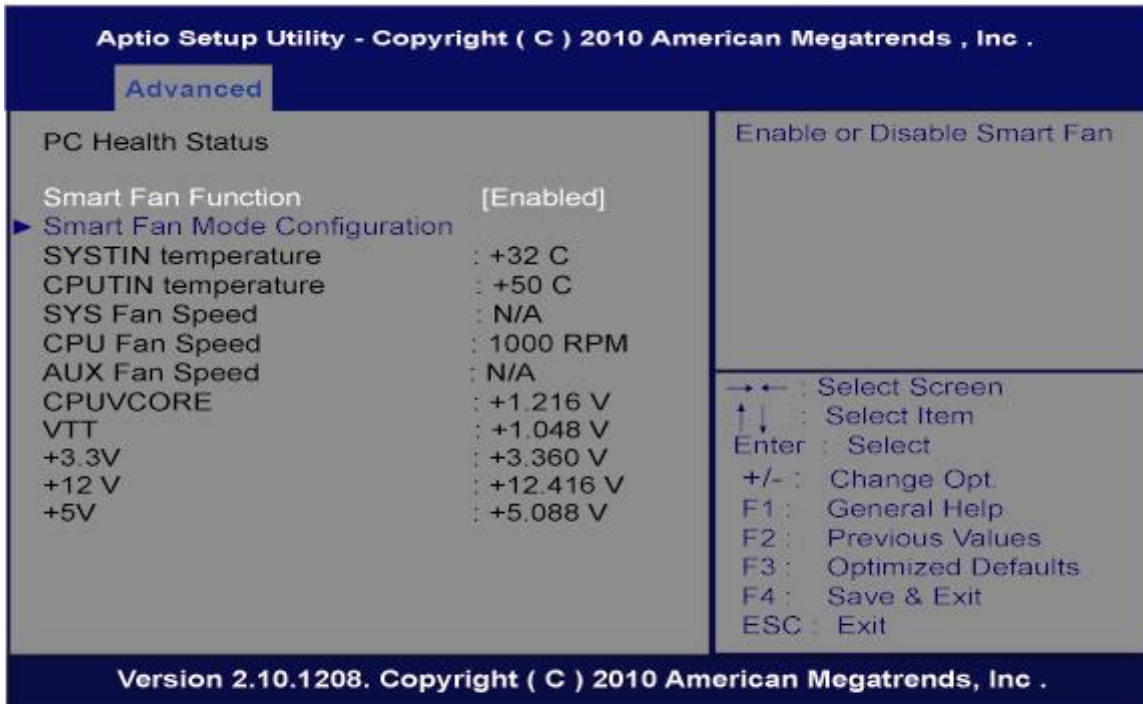 Aptio Setup Utility - Copyright ( C ) 2010 American Megatrends , Inc .
Advanced
PC Health Status
Smart Fan Function [Enabled]
► Smart Fan Mode Configuration
SYSTIN temperature : +32 C
CPUTIN temperature : +50 C
SYS Fan Speed : N/A
CPU Fan Speed : 1000 RPM
AUX Fan Speed : N/A
CPUVCORE : +1.216 V
VTT : +1.048 V
+3.3V : +3.360 V
+12 V : +12.416 V
+5V : +5.088 V
Enable or Disable Smart Fan
→ ← : Select Screen
↑↓ : Select Item
Enter : Select
+/- : Change Opt.
F1 : General Help
F2 : Previous Values
F3 : Optimized Defaults
F4 : Save & Exit
ESC : Exit
Version 2.10.1208. Copyright ( C ) 2010 American Megatrends, Inc .